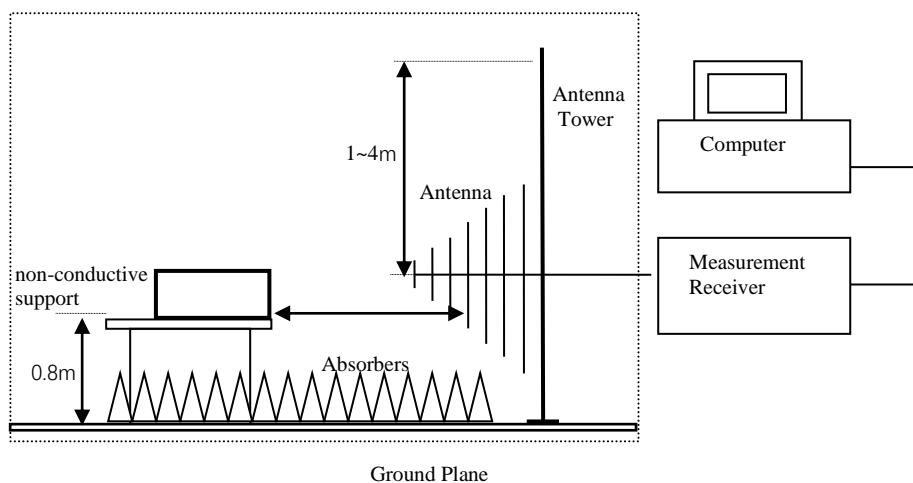 Antenna
Tower
1~4m
Computer
Antenna
non-conductive
support
Measurement
Receiver
0.8m
Absorbers
Ground Plane